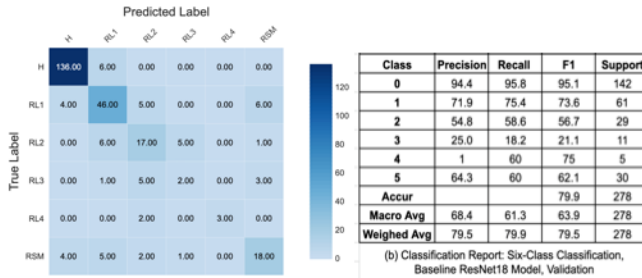 Predicted Label
H RL1 RL2 RL3 RL4 RSM
True Label
H 136.00 6.00 0.00 0.00 0.00 0.00
RL1 4.00 46.00 5.00 0.00 0.00 6.00
RL2 0.00 6.00 17.00 5.00 0.00 1.00
RL3 0.00 1.00 5.00 2.00 0.00 3.00
RL4 0.00 0.00 2.00 0.00 3.00 0.00
RSM 4.00 5.00 2.00 1.00 0.00 18.00
120
100
80
60
40
20
0
Class Precision Recall F1 Support
0 94.4 95.8 95.1 142
1 71.9 75.4 73.6 61
2 54.8 58.6 56.7 29
3 25.0 18.2 21.1 11
4 1 60 75 5
5 64.3 60 62.1 30
Accur 79.9 278
Macro Avg 68.4 61.3 63.9 278
Weighed Avg 79.5 79.9 79.5 278
(b) Classification Report: Six-Class Classification,
Baseline ResNet18 Model, Validation